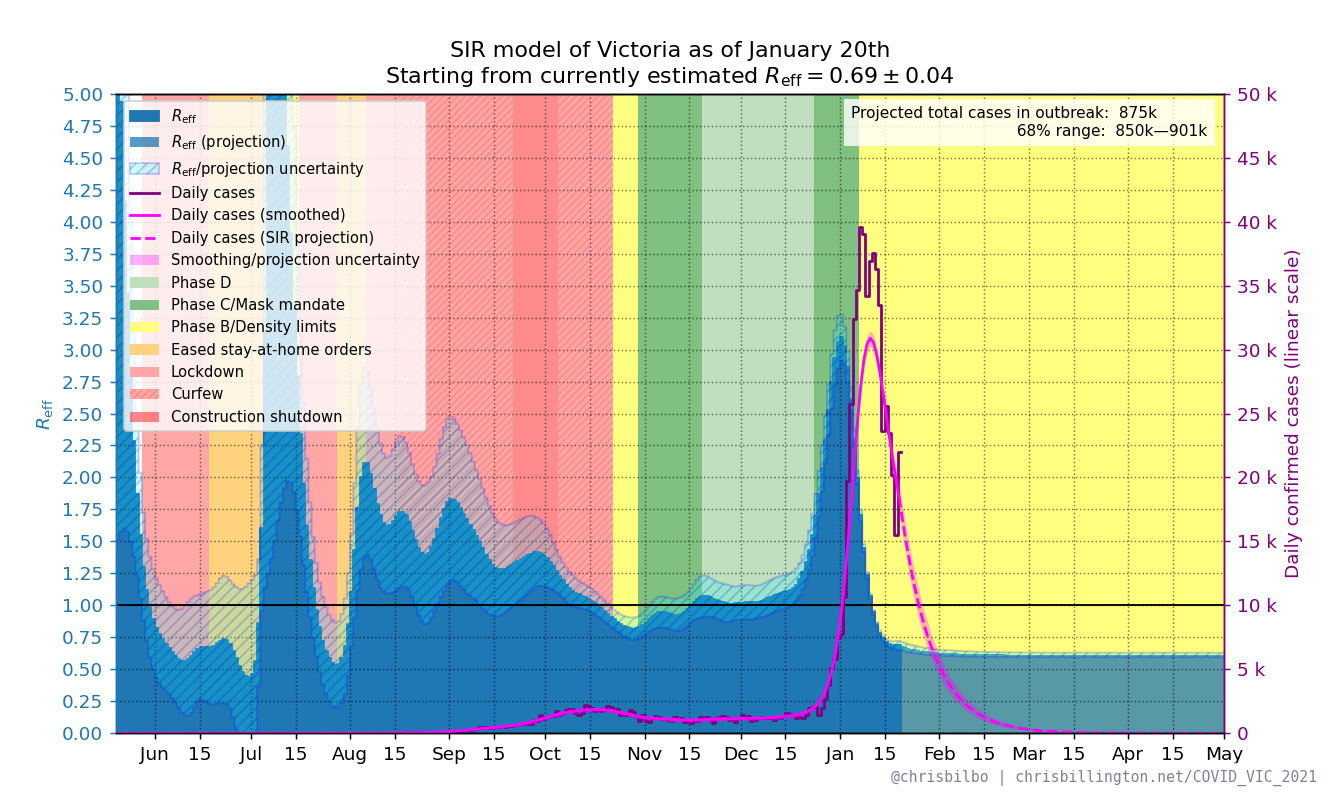 SIR model of Victoria as of January 20th
Starting from currently estimated R_eff = 0.69 ± 0.04
Projected total cases in outbreak: 875k
68% range: 850k—901k
R_eff
R_eff (projection)
R_eff/projection uncertainty
Daily cases
Daily cases (smoothed)
Daily cases (SIR projection)
Smoothing/projection uncertainty
Phase D
Phase C/Mask mandate
Phase B/Density limits
Eased stay-at-home orders
Lockdown
Curfew
Construction shutdown
R_eff
5.00
4.75
4.50
4.25
4.00
3.75
3.50
3.25
3.00
2.75
2.50
2.25
2.00
1.75
1.50
1.25
1.00
0.75
0.50
0.25
0.00
50 k
45 k
40 k
35 k
30 k
25 k
20 k
15 k
10 k
5 k
0
Daily confirmed cases (linear scale)
Jun 15 Jul 15 Aug 15 Sep 15 Oct 15 Nov 15 Dec 15 Jan 15 Feb 15 Mar 15 Apr 15 May
@chrisbilbo | chrisbillington.net/COVID_VIC_2021